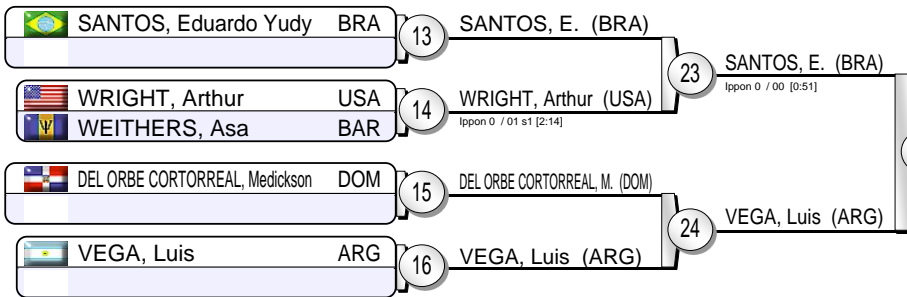 SANTOS, Eduardo Yudy BRA
13
SANTOS, E. (BRA)
WRIGHT, Arthur USA
WEITHERS, Asa BAR
14
WRIGHT, Arthur (USA)
Ippon 0 / 01 s1 [2:14]
23
SANTOS, E. (BRA)
Ippon 0 / 00 [0:51]
DEL ORBE CORTORREAL, Medickson DOM
15
DEL ORBE CORTORREAL, M. (DOM)
VEGA, Luis ARG
16
VEGA, Luis (ARG)
24
VEGA, Luis (ARG)